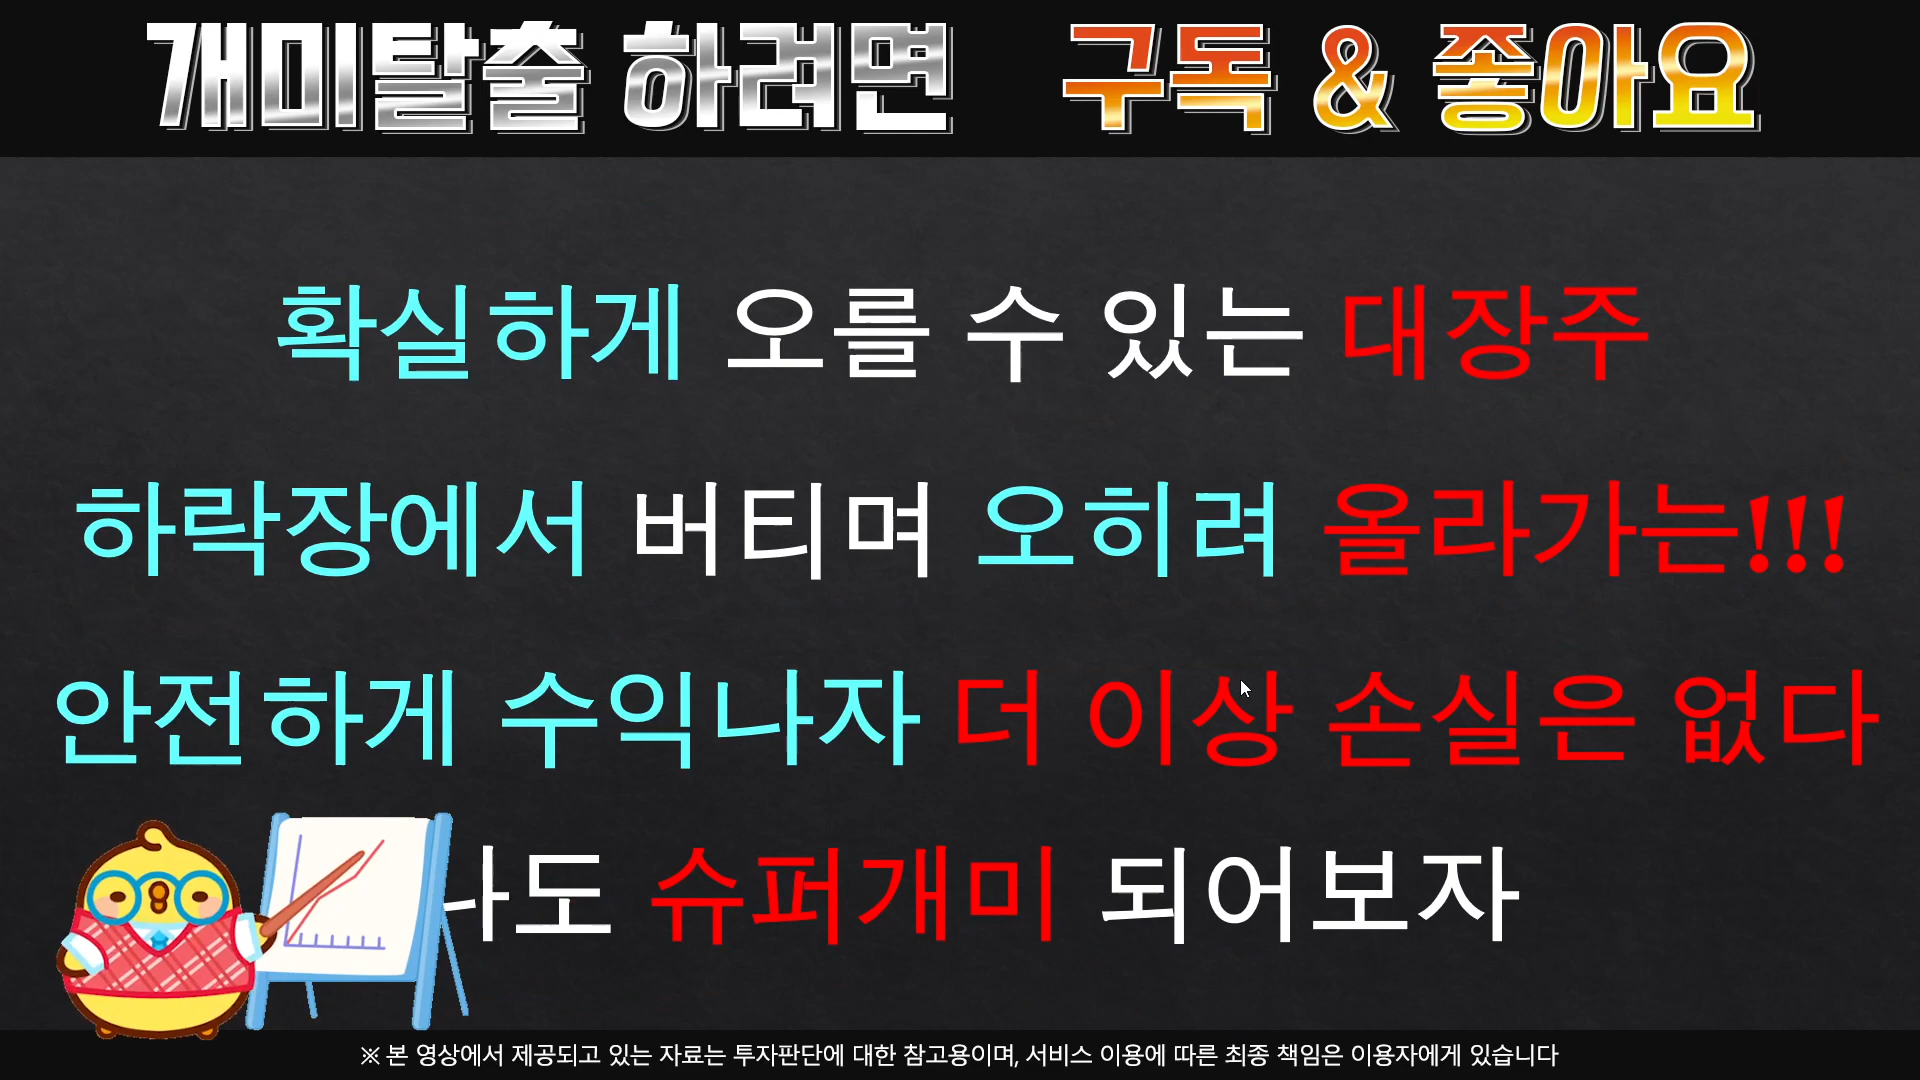 개미탈출 하려면 구독 & 좋아요
확실하게 오를 수 있는 대장주
하락장에서 버티며 오히려 올라가는!!!
안전하게 수익나자 더 이상 손실은 없다
나도 슈퍼개미 되어보자
※ 본 영상에서 제공되고 있는 자료는 투자판단에 대한 참고용이며, 서비스 이용에 따른 최종 책임은 이용자에게 있습니다